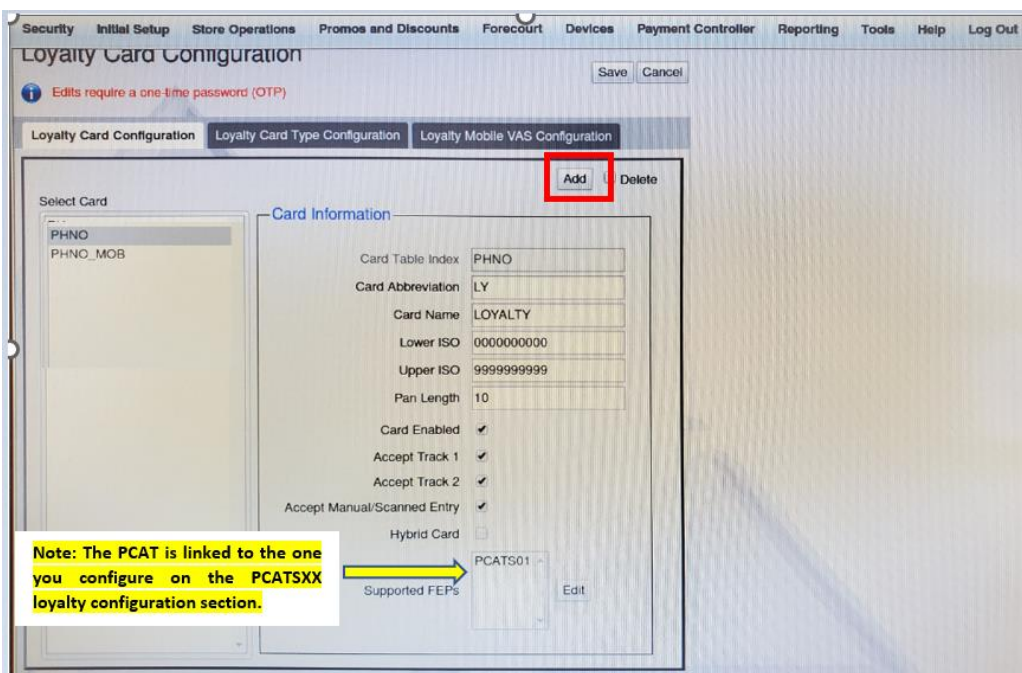 Security Initial Setup Store Operations Promos and Discounts Forecourt Devices Payment Controller Reporting Tools Help Log Out
Loyalty Card Configuration
Save Cancel
Edits require a one-time password (OTP)
Loyalty Card Configuration Loyalty Card Type Configuration Loyalty Mobile VAS Configuration
Add Delete
Select Card
Card Information
PHNO
PHNO_MOB
Card Table Index PHNO
Card Abbreviation LY
Card Name LOYALTY
Lower ISO 0000000000
Upper ISO 9999999999
Pan Length 10
Card Enabled
Accept Track 1
Accept Track 2
Accept Manual/Scanned Entry
Hybrid Card
PCATS01
Supported FEPs Edit
Note: The PCAT is linked to the one
you configure on the PCATSXX
loyalty configuration section.